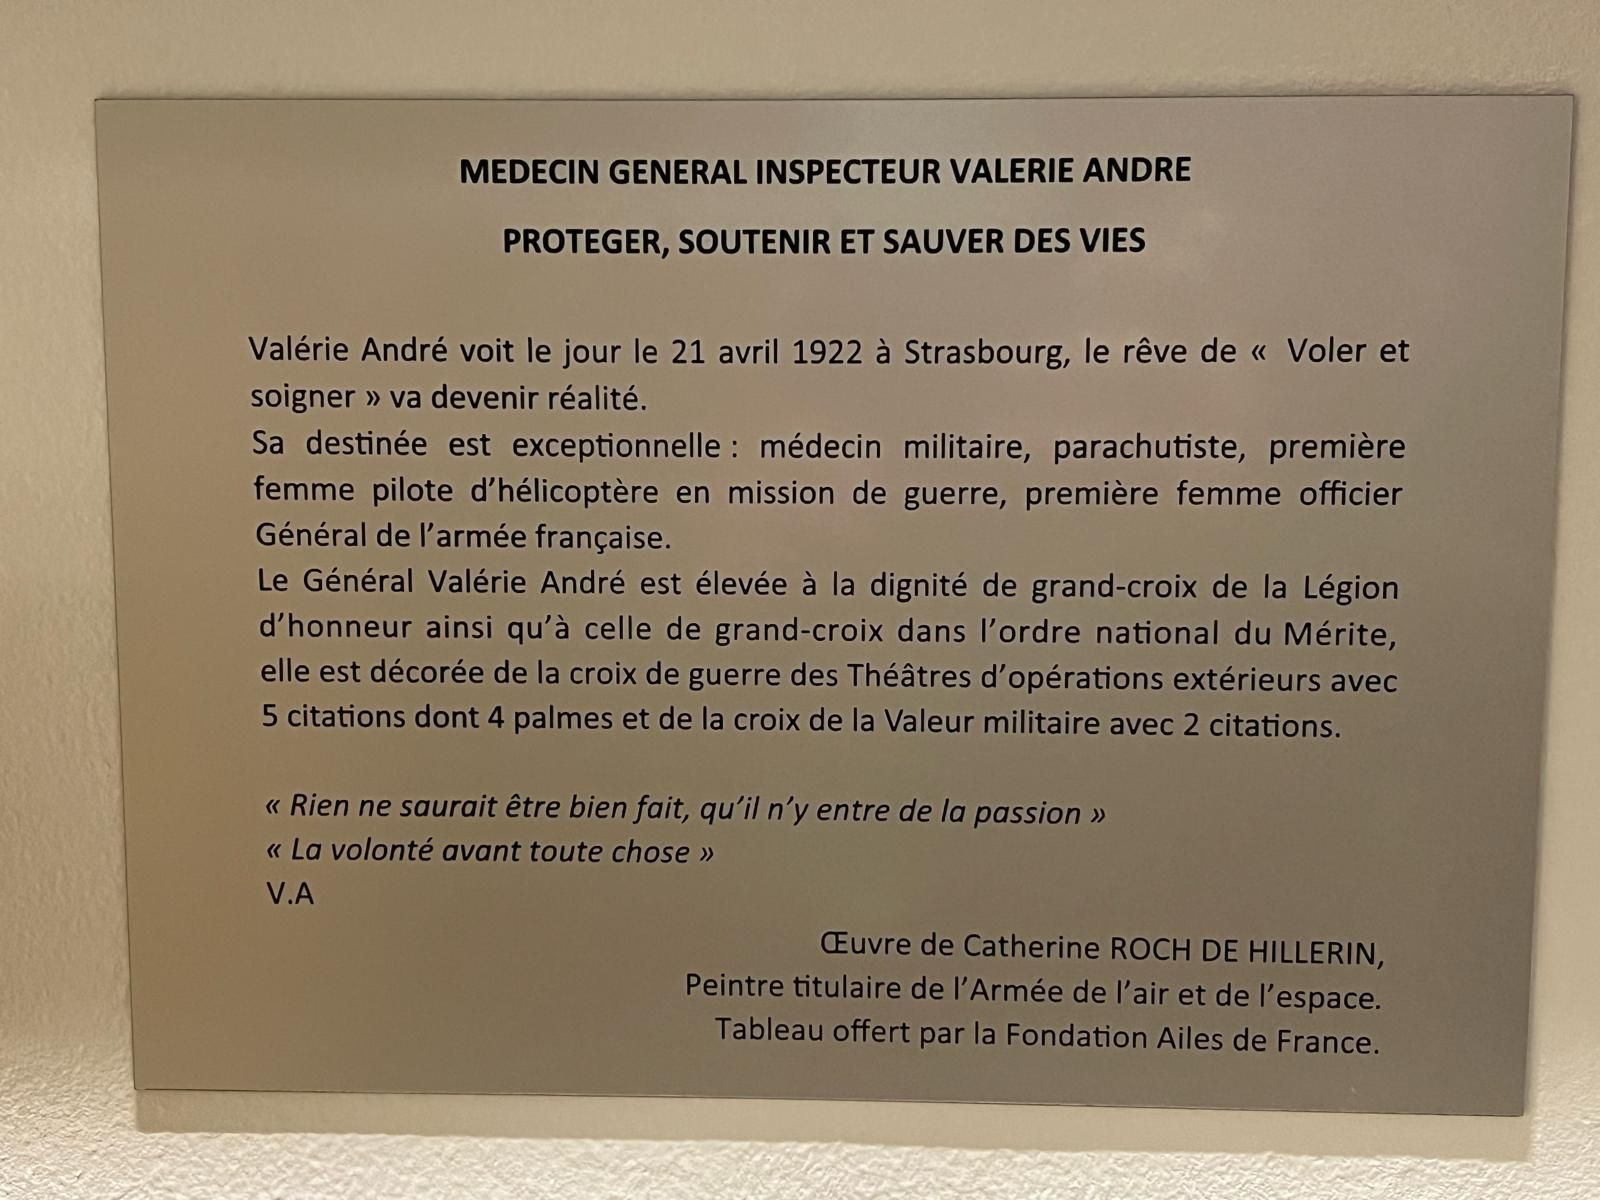 MEDECIN GENERAL INSPECTEUR VALERIE ANDRE
PROTEGER, SOUTENIR ET SAUVER DES VIES
Valérie André voit le jour le 21 avril 1922 à Strasbourg, le rêve de « Voler et
soigner » va devenir réalité.
Sa destinée est exceptionnelle : médecin militaire, parachutiste, première
femme pilote d’hélicoptère en mission de guerre, première femme officier
Général de l’armée française.
Le Général Valérie André est élevée à la dignité de grand-croix de la Légion
d’honneur ainsi qu’à celle de grand-croix dans l’ordre national du Mérite,
elle est décorée de la croix de guerre des Théâtres d’opérations extérieurs avec
5 citations dont 4 palmes et de la croix de la Valeur militaire avec 2 citations.
« Rien ne saurait être bien fait, qu’il n’y entre de la passion »
« La volonté avant toute chose »
V.A
Œuvre de Catherine ROCH DE HILLERIN,
Peintre titulaire de l’Armée de l’air et de l’espace.
Tableau offert par la Fondation Ailes de France.